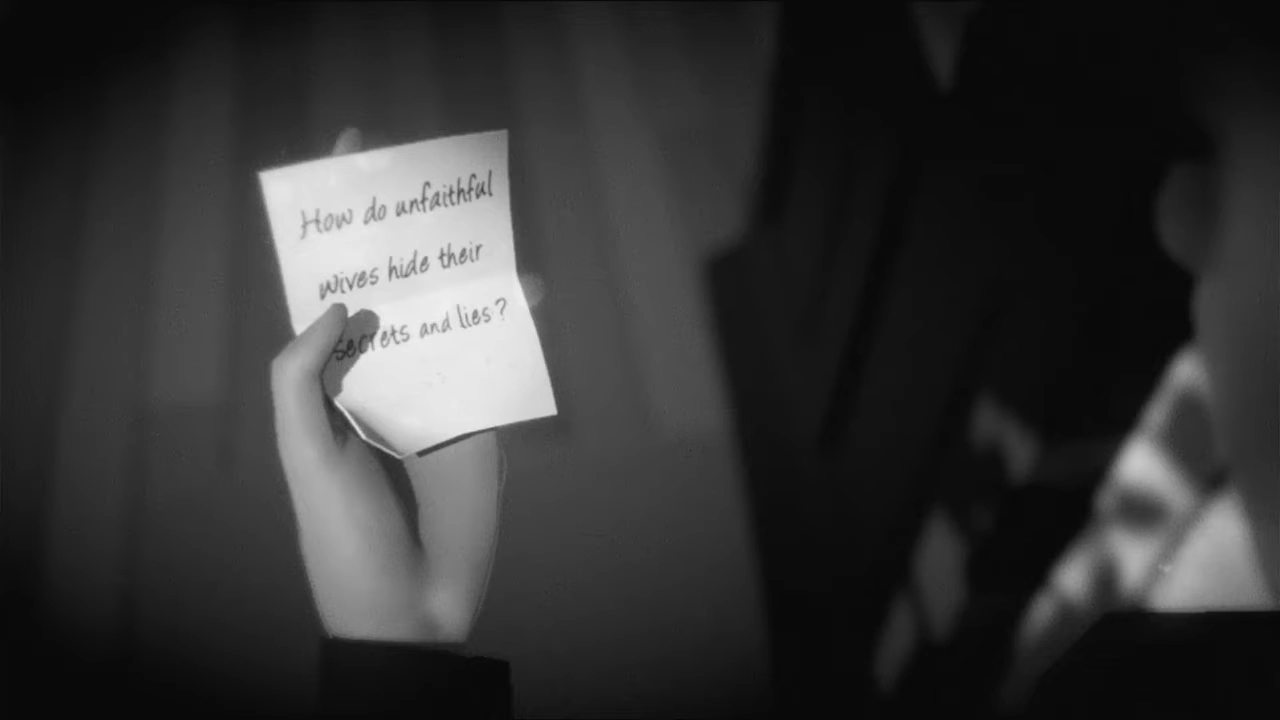 How do unfaithful
wives hide their
secrets and lies?